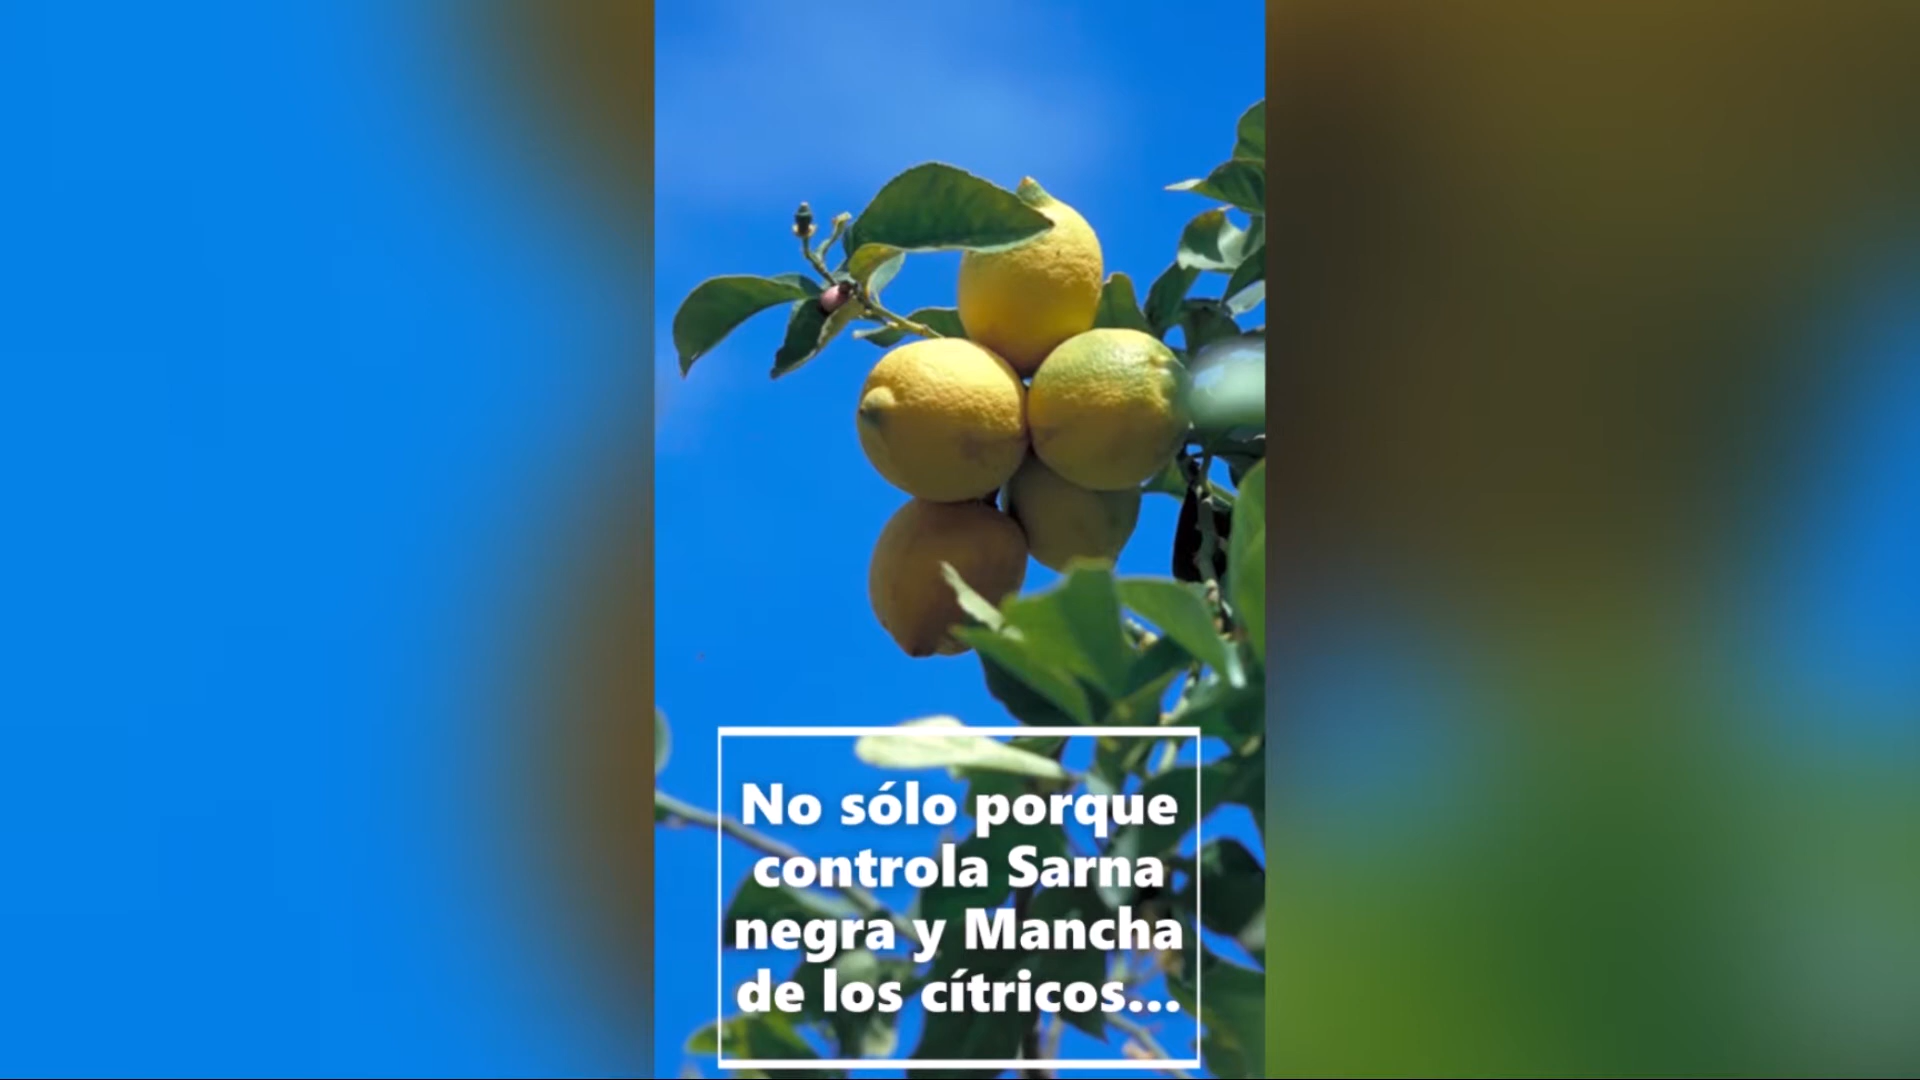 No sólo porque
controla Sarna
negra y Mancha
de los cítricos...